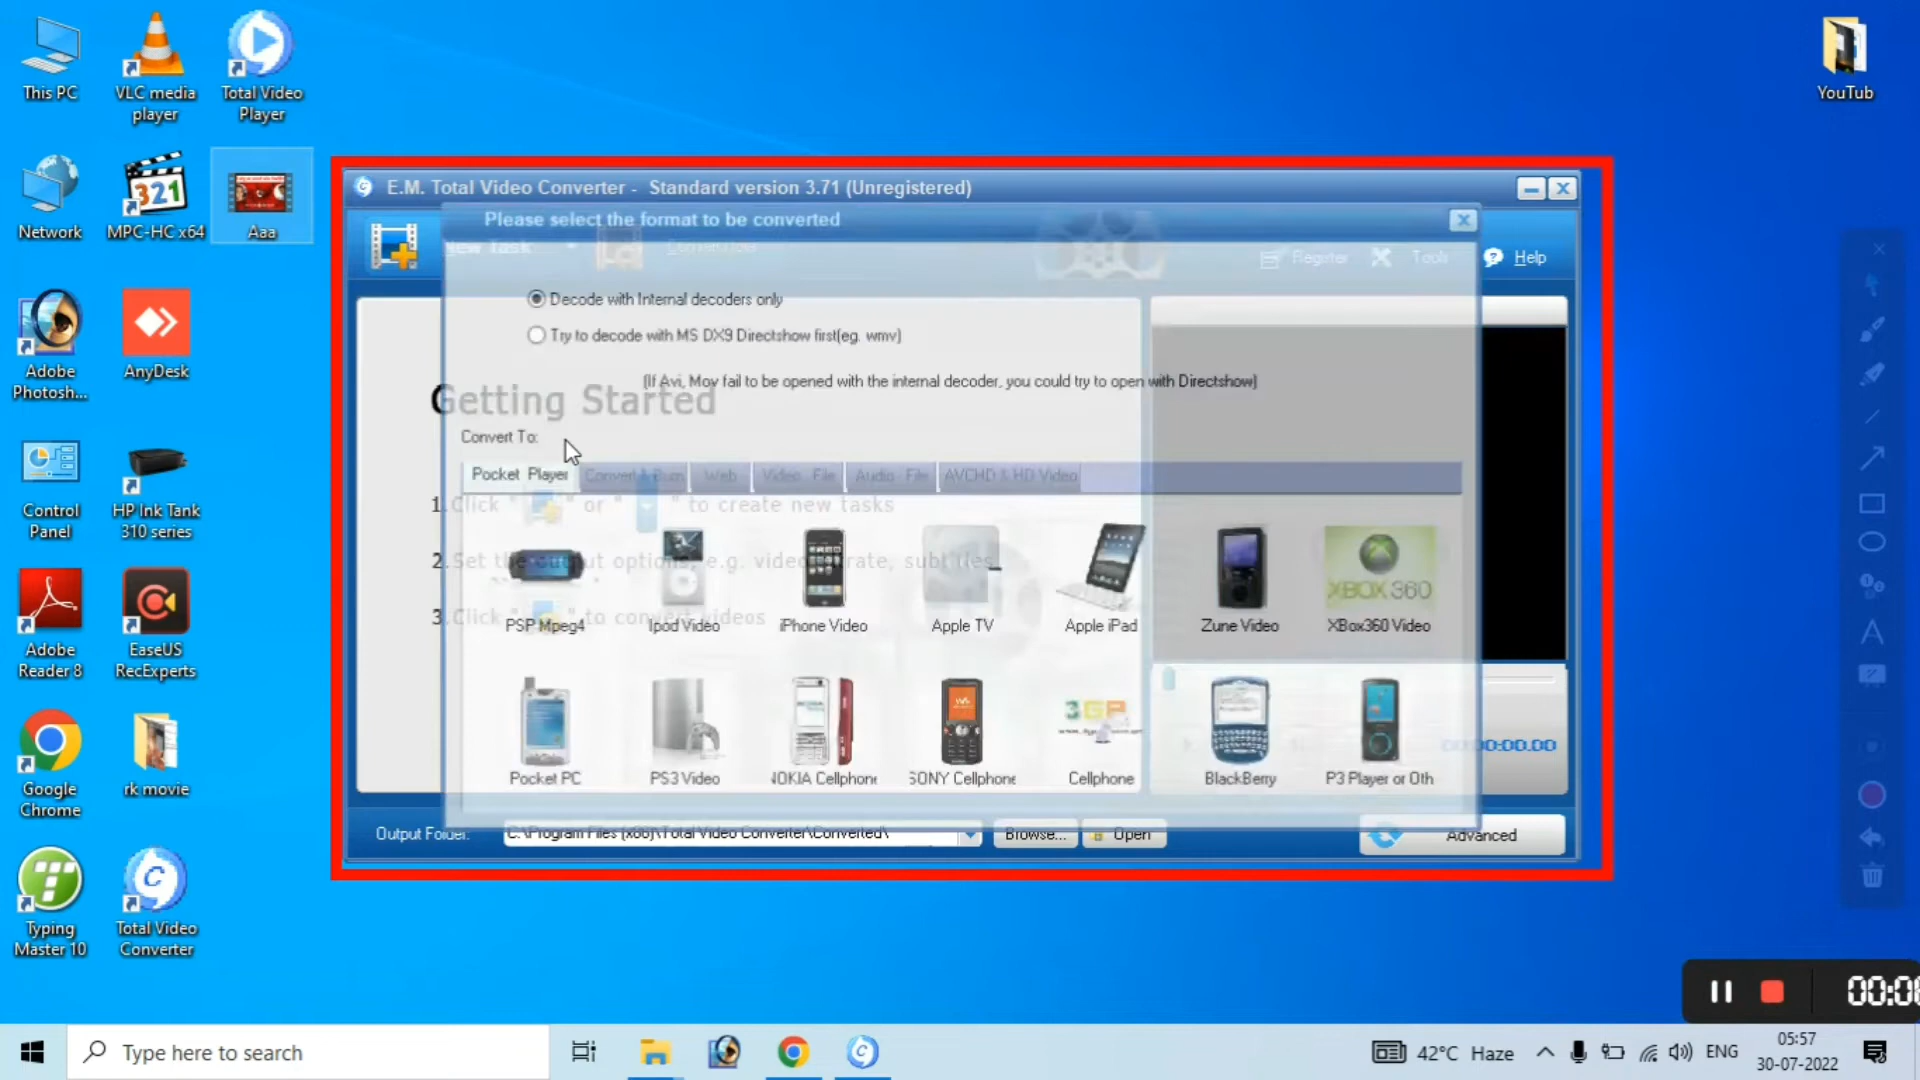 This PC
VLC media
player
Total Video
Player
YouTub
Network
321
MPC-HC x64
Aaa
Adobe
Photosh...
AnyDesk
Control
Panel
HP Ink Tank
310 series
Adobe
Reader 8
EaseUS
RecExperts
Google
Chrome
rk movie
Typing
Master 10
Total Video
Converter
E.M. Total Video Converter - Standard version 3.71 (Unregistered)
Please select the format to be converted
New Task
Register
Tools
Help
Decode with Internal decoders only
Try to decode with MS DX9 Directshow first(eg. wmv)
(If Avi, Mov fail to be opened with the internal decoder, you could try to open with Directshow)
Getting Started
Convert To:
Pocket Player
Convert & Burn
Web
Video File
Audio File
AVCHD & HD Video
1.Click " " or " " to create new tasks
2.Set the output options, e.g. video bitrate, subtitles
3.Click " " to convert videos
XBOX 360
PSP Mpeg4
Ipod Video
iPhone Video
Apple TV
Apple iPad
Zune Video
XBox360 Video
3GP
Pocket PC
PS3 Video
NOKIA Cellphone
SONY Cellphone
Cellphone
BlackBerry
P3 Player or Oth
00:00:00.00
Output Folder:
C:\Program Files (x86)\Total Video Converter\Converted\
Browse...
Open
Advanced
00:0
Type here to search
42°C Haze
ENG
05:57
30-07-2022